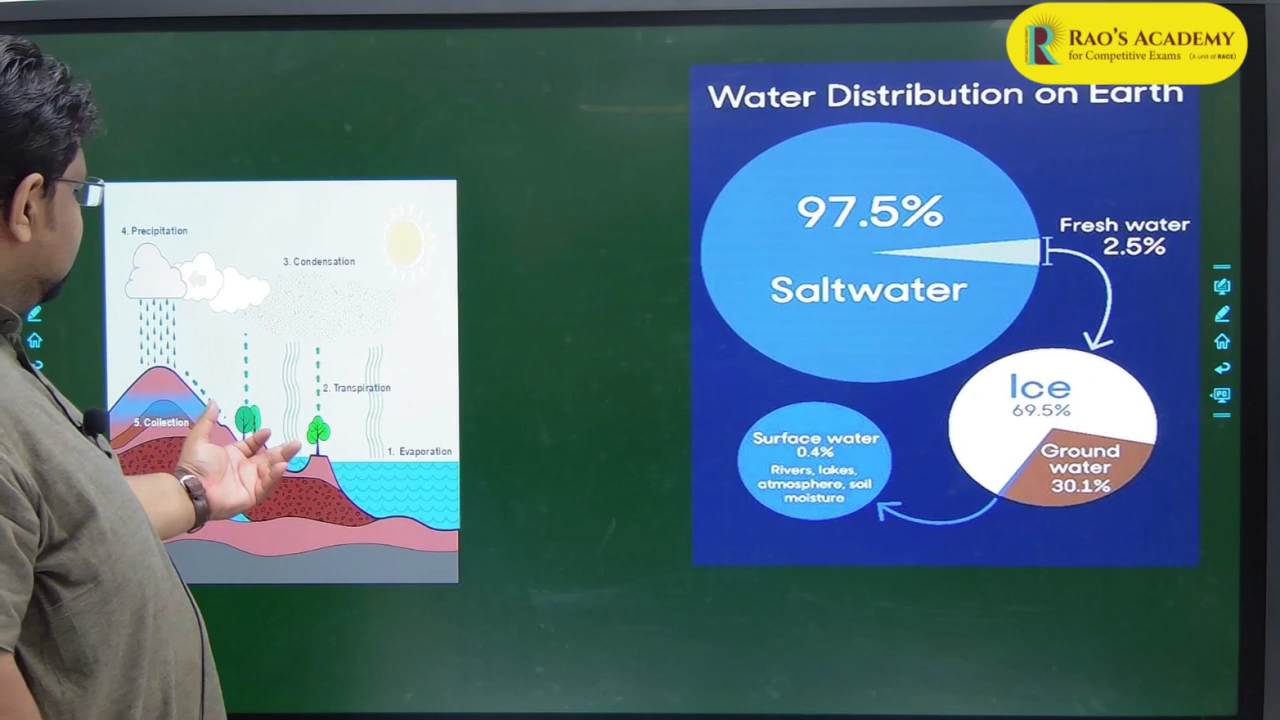 RAO'S ACADEMY
for Competitive Exams (A unit of RACE)
Water Distribution on Earth
97.5%
Saltwater
Fresh water
2.5%
Ice
69.5%
Ground
water
30.1%
Surface water
0.4%
Rivers, lakes,
atmosphere, soil
moisture
4. Precipitation
3. Condensation
2. Transpiration
1. Evaporation
5. Collection